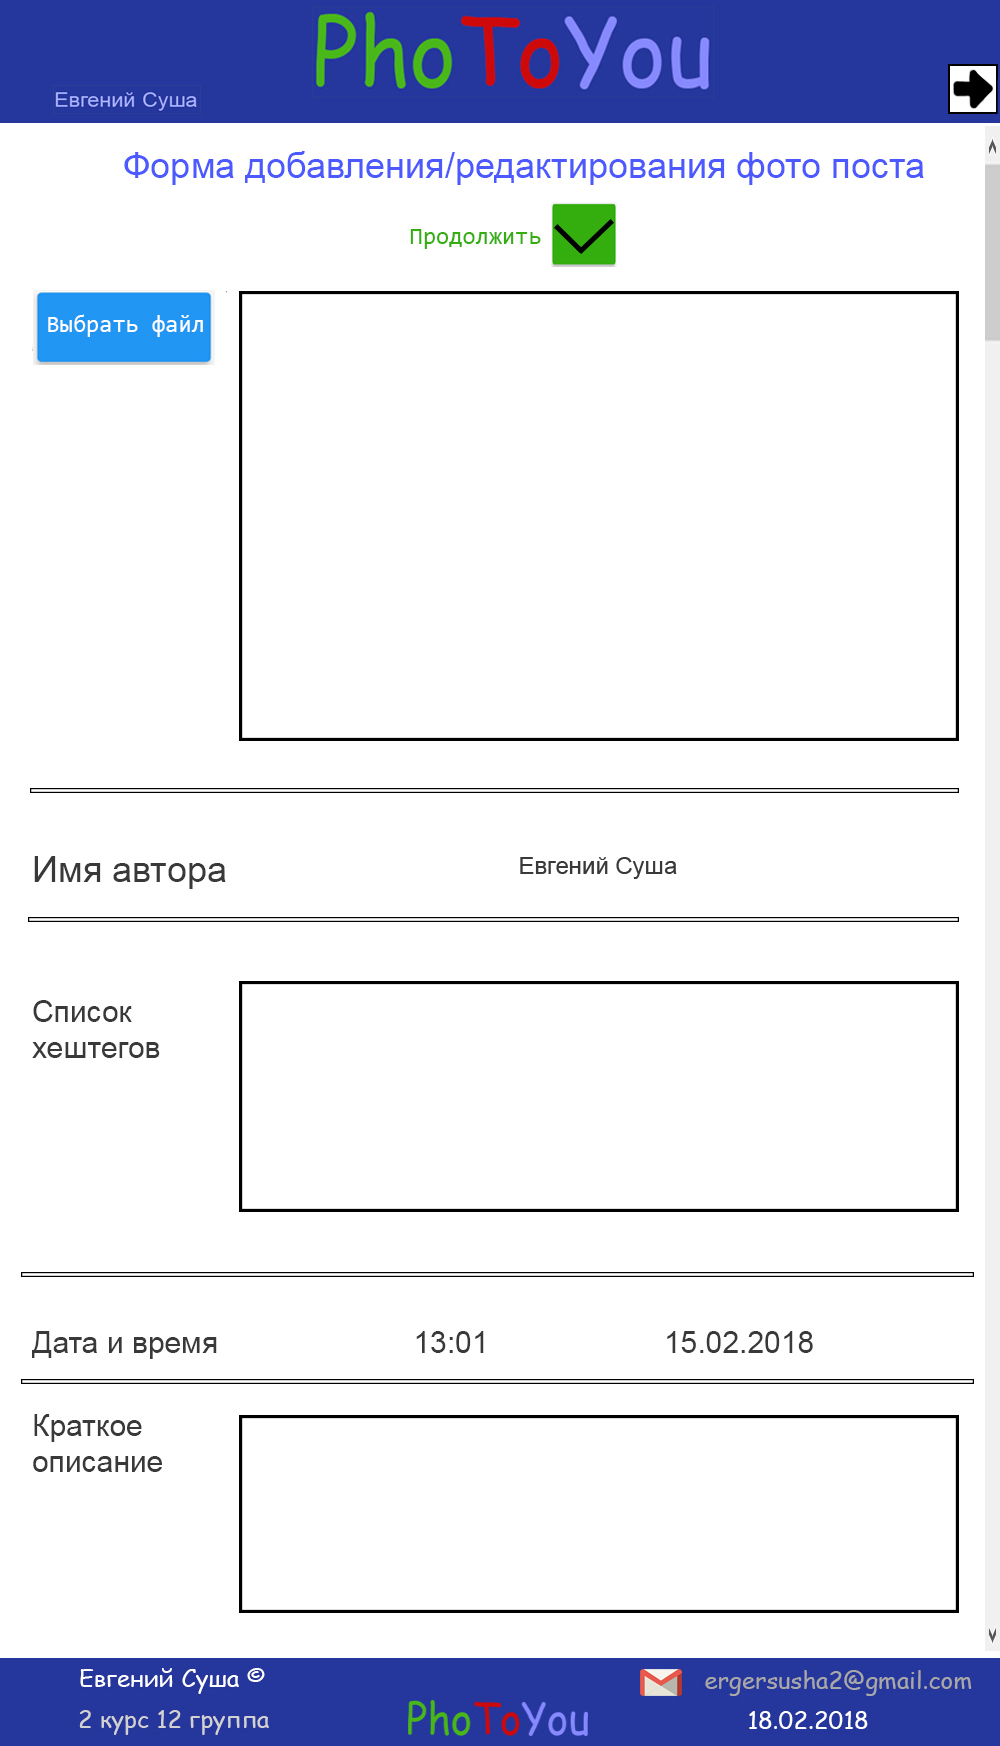 PhoToYou
Евгений Суша
Форма добавления/редактирования фото поста
Продолжить
Выбрать файл
Имя автора
Евгений Суша
Список
хештегов
Дата и время
13:01
15.02.2018
Краткое
описание
Евгений Суша ©
2 курс 12 группа
PhoToYou
ergersusha2@gmail.com
18.02.2018